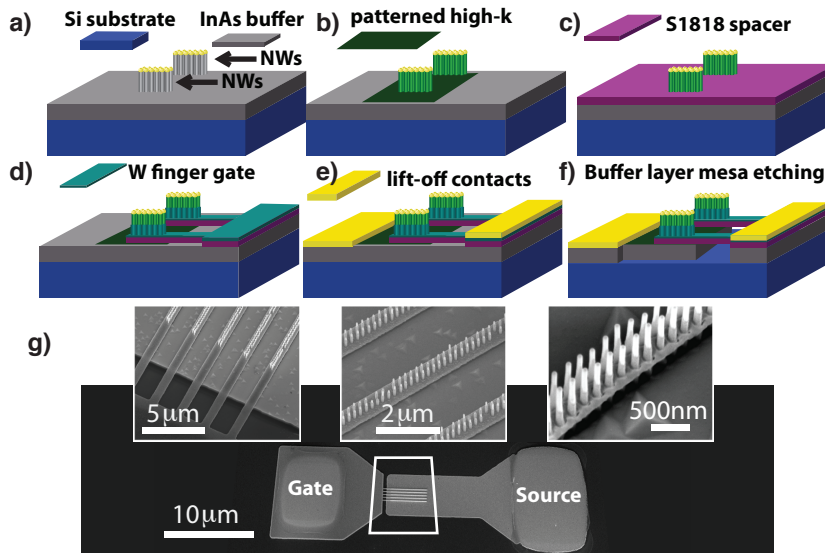 a) Si substrate InAs buffer
NWs
NWs
b) patterned high-k
c) S1818 spacer
d) W finger gate
e) lift-off contacts
f) Buffer layer mesa etching
g)
5μm
2μm
500nm
Gate
Source
10μm